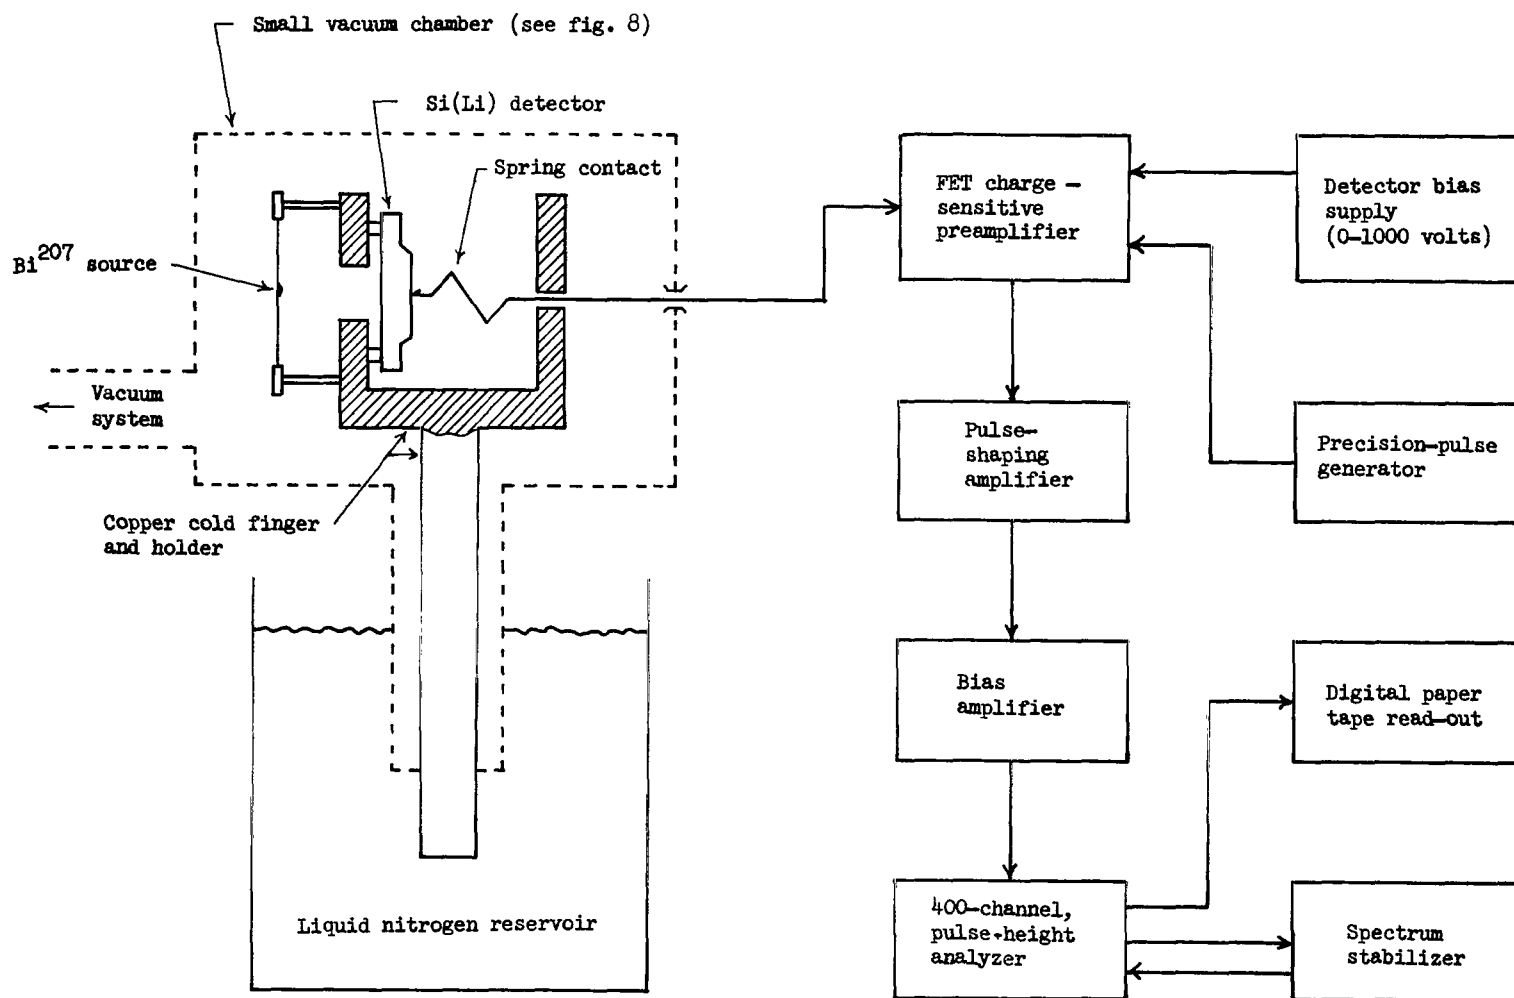 Small vacuum chamber (see fig. 8)
Si(Li) detector
Spring contact
Bi207 source
Vacuum
system
Copper cold finger
and holder
Liquid nitrogen reservoir
FET charge –
sensitive
preamplifier
Detector bias
supply
(0–1000 volts)
Pulse–
shaping
amplifier
Precision–pulse
generator
Bias
amplifier
Digital paper
tape read–out
400–channel,
pulse-height
analyzer
Spectrum
stabilizer